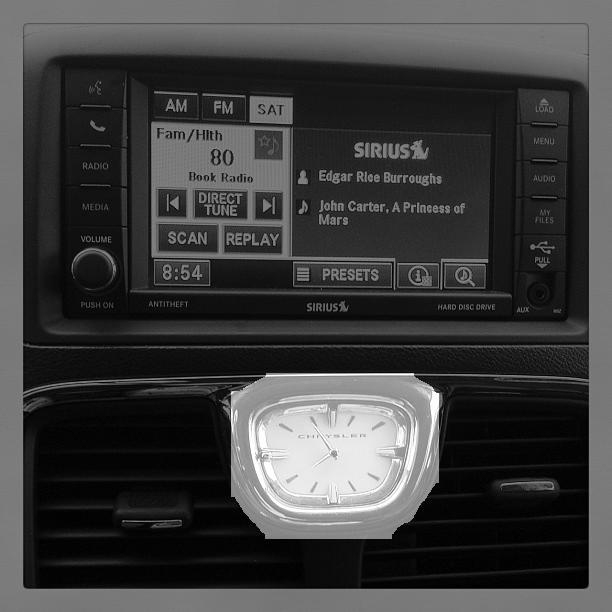 AM FM SAT
LOAD
Fam/Hlth
80
Book Radio
SIRIUS
MENU
RADIO
Edgar Rice Burroughs
AUDIO
DIRECT TUNE
John Carter, A Princess of
Mars
MEDIA
MY
FILES
SCAN REPLAY
VOLUME
PULL
8:54
PRESETS
PUSH ON
ANTITHEFT
SIRIUS
HARD DISC DRIVE
AUX
CHRYSLER